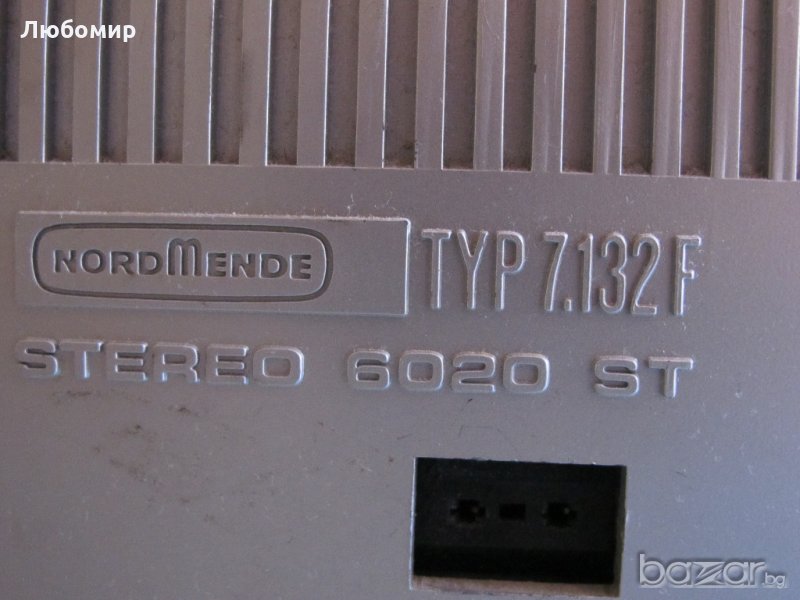 Любомир
NORDMENDE
TYP 7.132 F
STEREO 6020 ST
bazar.bg